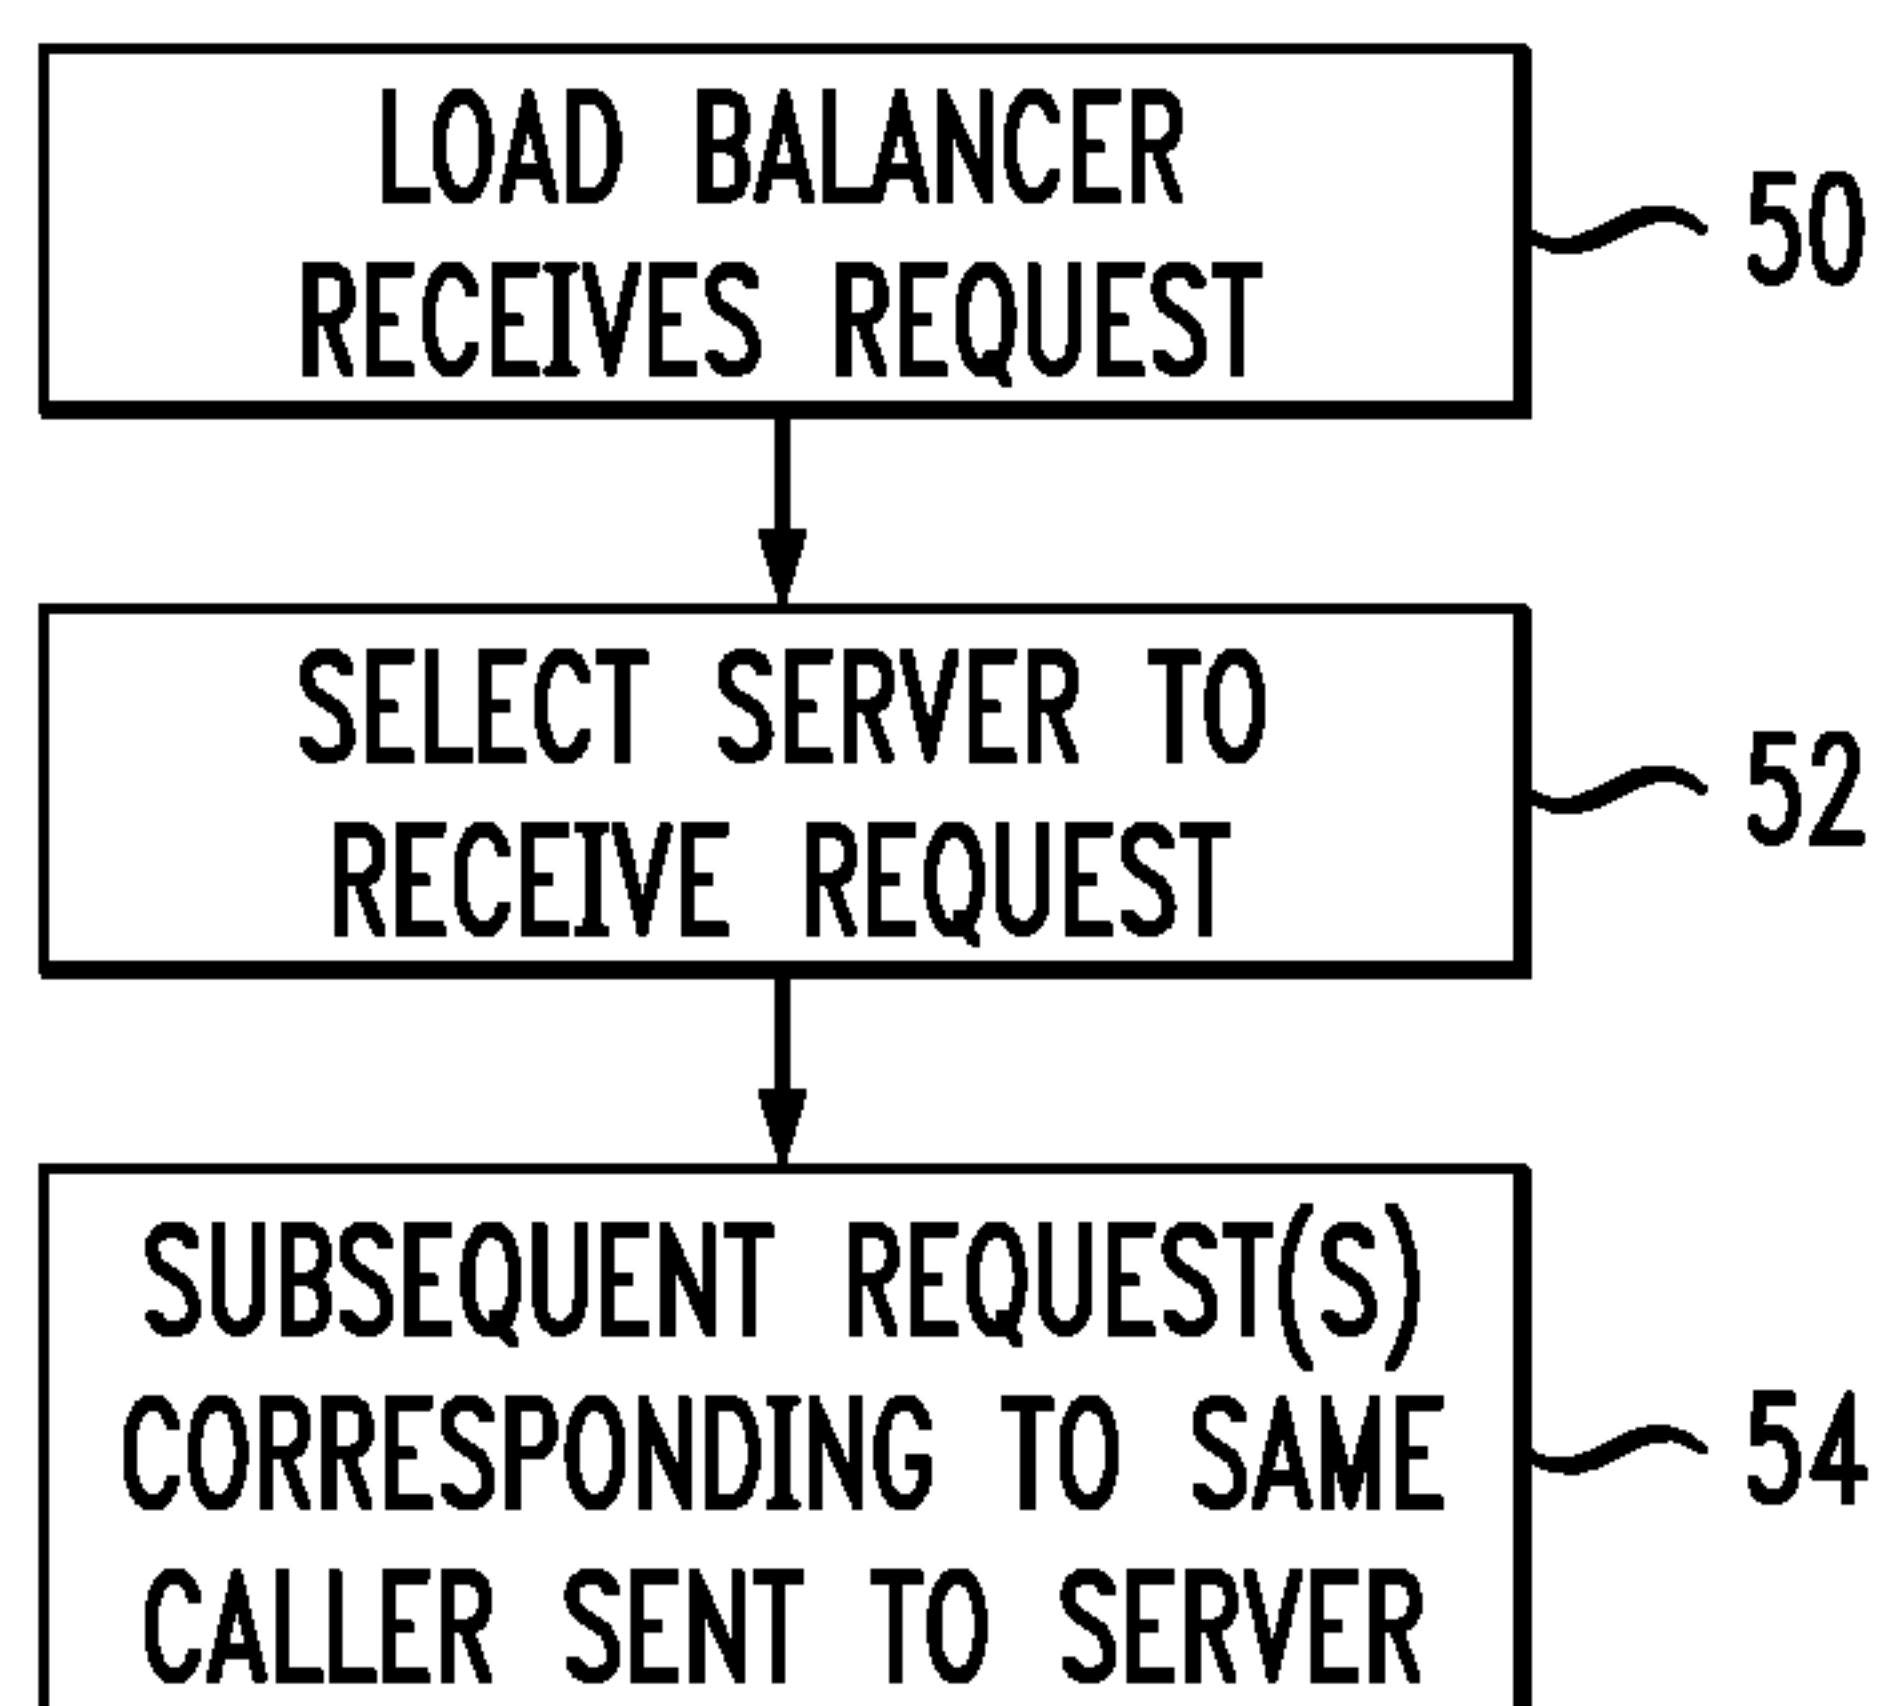 LOAD BALANCER
RECEIVES REQUEST
50
SELECT SERVER TO
RECEIVE REQUEST
52
SUBSEQUENT REQUEST(S)
CORRESPONDING TO SAME
CALLER SENT TO SERVER
54